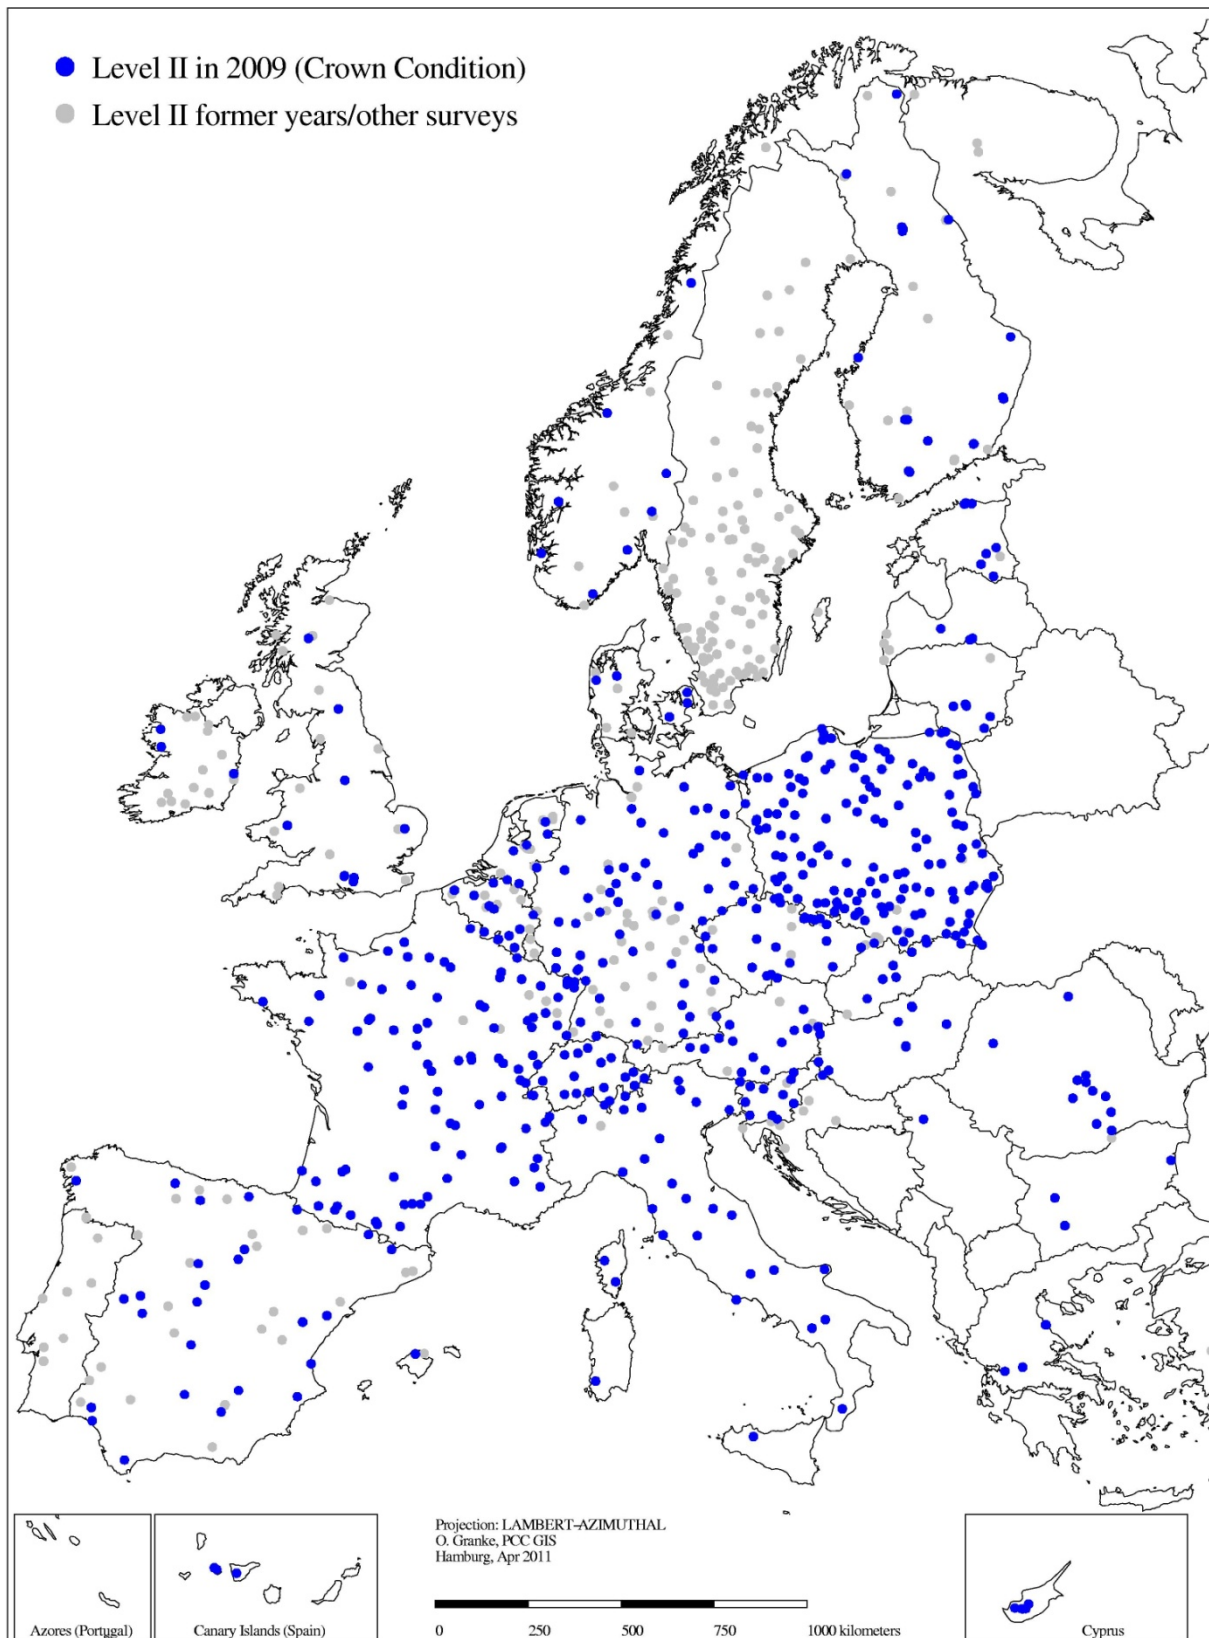 Level II in 2009 (Crown Condition)
Level II former years/other surveys
Projection: LAMBERT-AZIMUTHAL
O. Granke, PCC GIS
Hamburg, Apr 2011
0 250 500 750 1000 kilometers
Azores (Portugal)
Canary Islands (Spain)
Cyprus